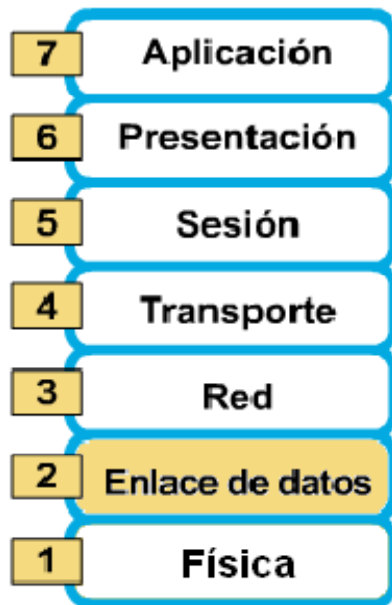 7 Aplicación
6 Presentación
5 Sesión
4 Transporte
3 Red
2 Enlace de datos
1 Física